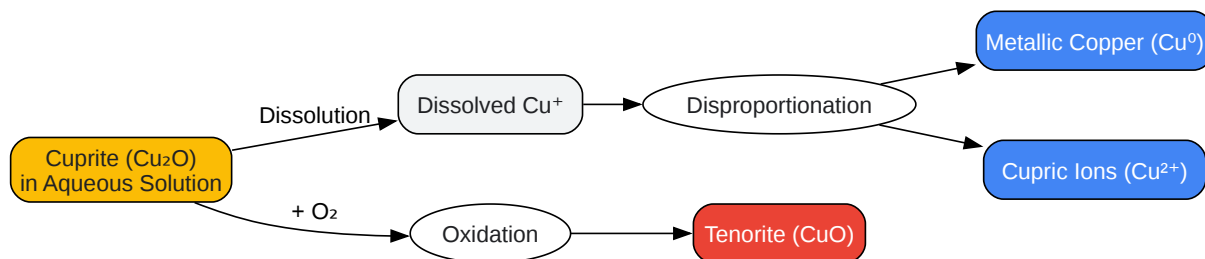 Metallic Copper (Cu⁰)
Dissolution
Dissolved Cu⁺
Disproportionation
Cuprite (Cu₂O)
in Aqueous Solution
Cupric Ions (Cu²⁺)
+ O₂
Oxidation
Tenorite (CuO)